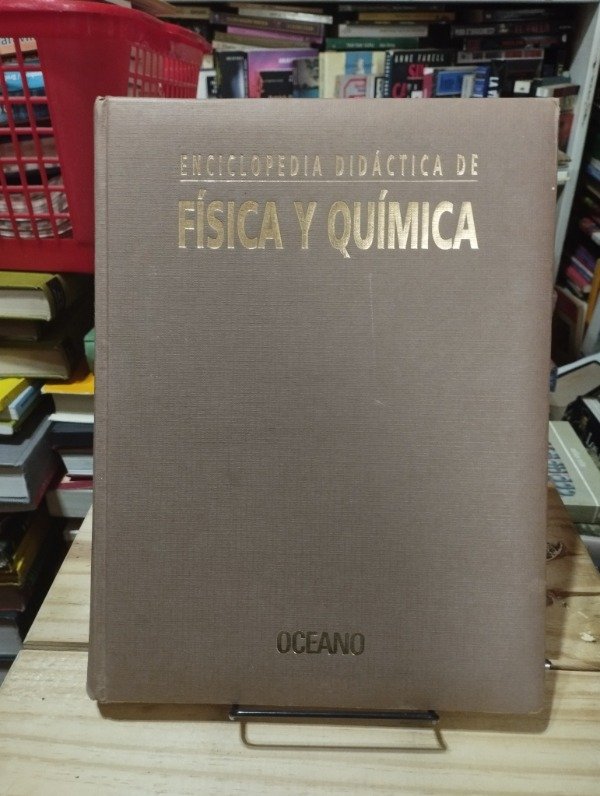 ENCICLOPEDIA DIDÁCTICA DE
FÍSICA Y QUÍMICA
OCEANO